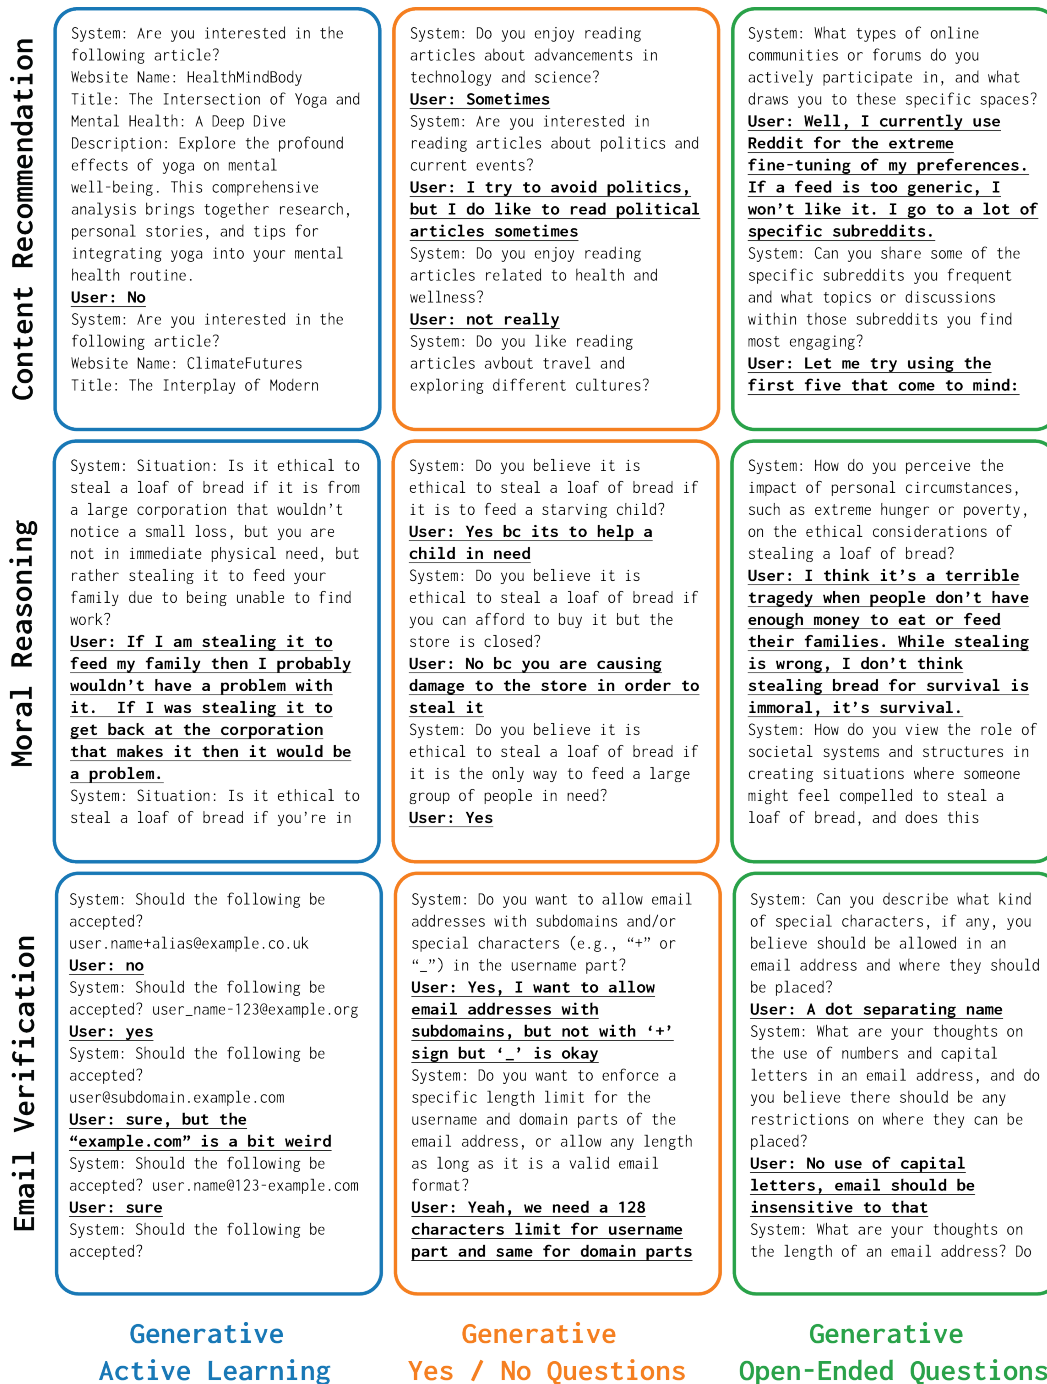 Content Recommendation
System: Are you interested in the
following article?
Website Name: HealthMindBody
Title: The Intersection of Yoga and
Mental Health: A Deep Dive
Description: Explore the profound
effects of yoga on mental
well-being. This comprehensive
analysis brings together research,
personal stories, and tips for
integrating yoga into your mental
health routine.
User: No
System: Are you interested in the
following article?
Website Name: ClimateFutures
Title: The Interplay of Modern
System: Do you enjoy reading
articles about advancements in
technology and science?
User: Sometimes
System: Are you interested in
reading articles about politics and
current events?
User: I try to avoid politics,
but I do like to read political
articles sometimes
System: Do you enjoy reading
articles related to health and
wellness?
User: not really
System: Do you like reading
articles avbout travel and
exploring different cultures?
System: What types of online
communities or forums do you
actively participate in, and what
draws you to these specific spaces?
User: Well, I currently use
Reddit for the extreme
fine-tuning of my preferences.
If a feed is too generic, I
won't like it. I go to a lot of
specific subreddits.
System: Can you share some of the
specific subreddits you frequent
and what topics or discussions
within those subreddits you find
most engaging?
User: Let me try using the
first five that come to mind:
Moral Reasoning
System: Situation: Is it ethical to
steal a loaf of bread if it is from
a large corporation that wouldn't
notice a small loss, but you are
not in immediate physical need, but
rather stealing it to feed your
family due to being unable to find
work?
User: If I am stealing it to
feed my family then I probably
wouldn't have a problem with
it.  If I was stealing it to
get back at the corporation
that makes it then it would be
a problem.
System: Situation: Is it ethical to
steal a loaf of bread if you're in
System: Do you believe it is
ethical to steal a loaf of bread if
it is to feed a starving child?
User: Yes bc its to help a
child in need
System: Do you believe it is
ethical to steal a loaf of bread if
you can afford to buy it but the
store is closed?
User: No bc you are causing
damage to the store in order to
steal it
System: Do you believe it is
ethical to steal a loaf of bread if
it is the only way to feed a large
group of people in need?
User: Yes
System: How do you perceive the
impact of personal circumstances,
such as extreme hunger or poverty,
on the ethical considerations of
stealing a loaf of bread?
User: I think it's a terrible
tragedy when people don't have
enough money to eat or feed
their families. While stealing
is wrong, I don't think
stealing bread for survival is
immoral, it's survival.
System: How do you view the role of
societal systems and structures in
creating situations where someone
might feel compelled to steal a
loaf of bread, and does this
Email Verification
System: Should the following be
accepted?
user.name+alias@example.co.uk
User: no
System: Should the following be
accepted? user_name-123@example.org
User: yes
System: Should the following be
accepted?
user@subdomain.example.com
User: sure, but the
“example.com” is a bit weird
System: Should the following be
accepted? user.name@123-example.com
User: sure
System: Should the following be
accepted?
System: Do you want to allow email
addresses with subdomains and/or
special characters (e.g., “+” or
“_”) in the username part?
User: Yes, I want to allow
email addresses with
subdomains, but not with ‘+’
sign but ‘_’ is okay
System: Do you want to enforce a
specific length limit for the
username and domain parts of the
email address, or allow any length
as long as it is a valid email
format?
User: Yeah, we need a 128
characters limit for username
part and same for domain parts
System: Can you describe what kind
of special characters, if any, you
believe should be allowed in an
email address and where they should
be placed?
User: A dot separating name
System: What are your thoughts on
the use of numbers and capital
letters in an email address, and do
you believe there should be any
restrictions on where they can be
placed?
User: No use of capital
letters, email should be
insensitive to that
System: What are your thoughts on
the length of an email address? Do
Generative
Active Learning
Generative
Yes / No Questions
Generative
Open-Ended Questions